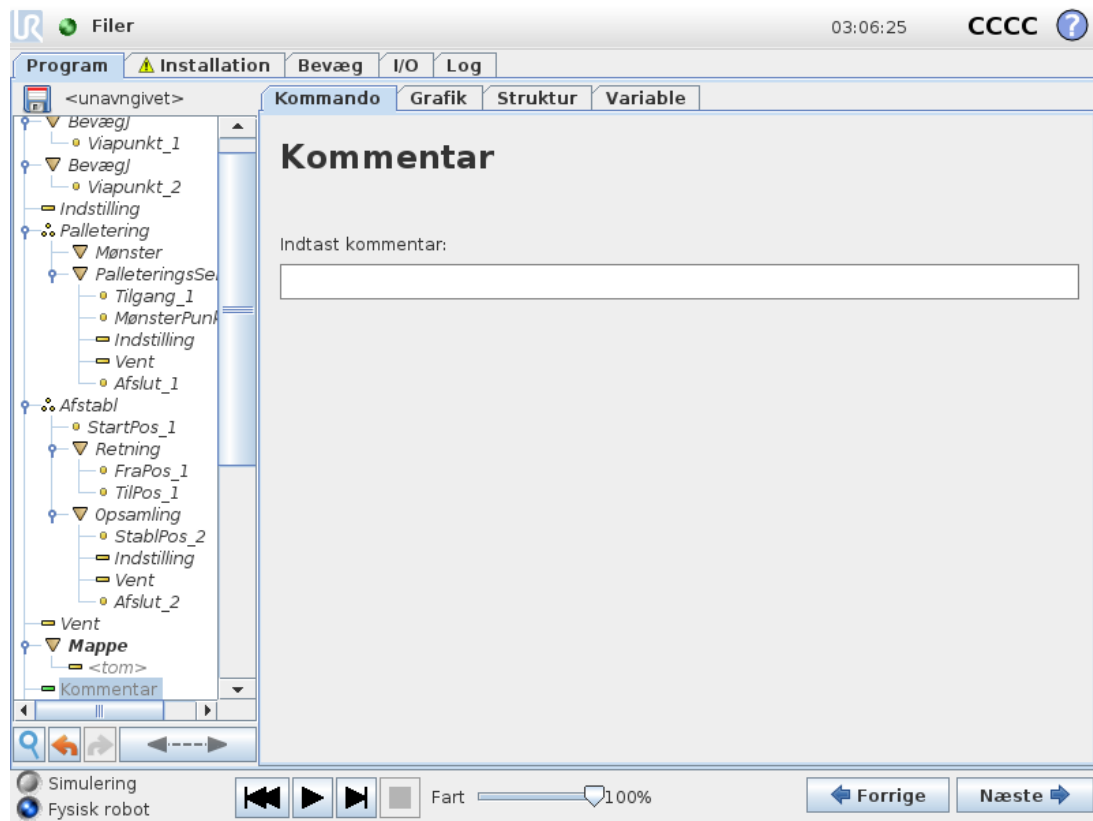 UR Filer 03:06:25 CCCC ?
Program Installation Bevæg I/O Log
<unavngivet>
Kommando Grafik Struktur Variable
BevægJ
Viapunkt_1
BevægJ
Viapunkt_2
Indstilling
Palletering
Mønster
PalleteringsSe
Tilgang_1
MønsterPunk
Indstilling
Vent
Afslut_1
Afstabl
StartPos_1
Retning
FraPos_1
TilPos_1
Opsamling
StablPos_2
Indstilling
Vent
Afslut_2
Vent
Mappe
<tom>
Kommentar
Kommentar
Indtast kommentar:
Simulering
Fysisk robot
Fart 100%
Forrige Næste